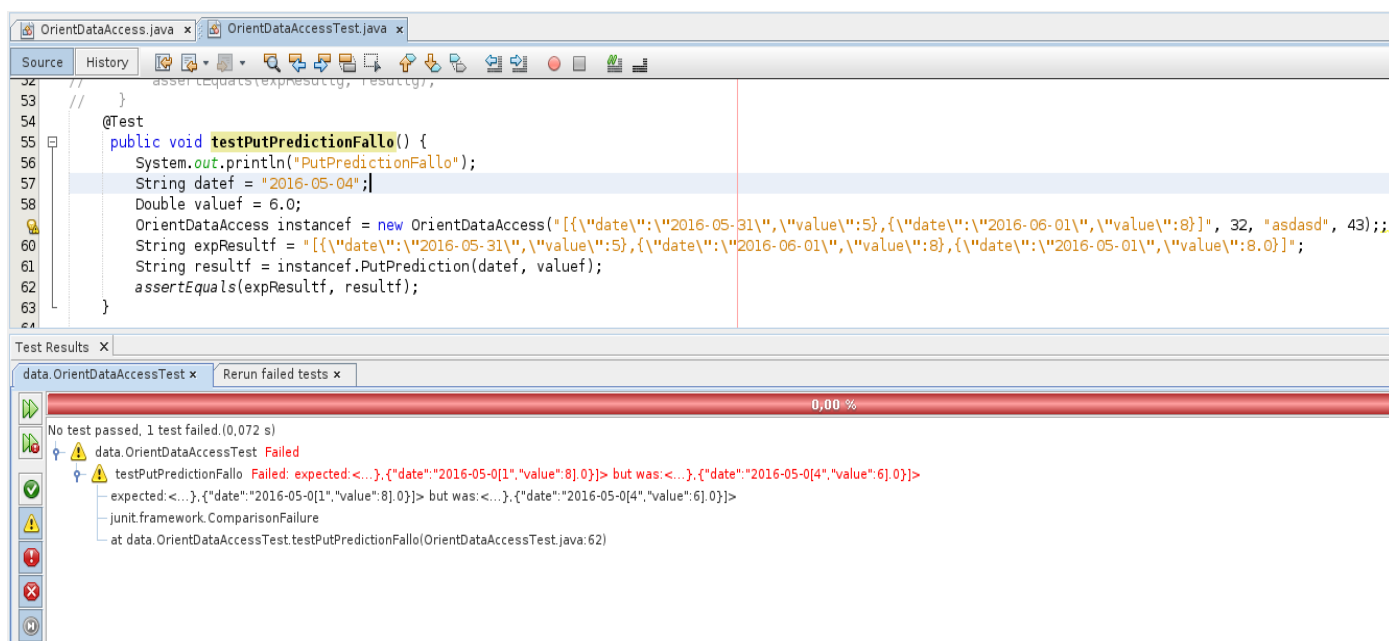 OrientDataAccess.java x OrientDataAccessTest.java x
Source History
52 // assertEquals(expResultg, resultg);
53 // }
54 @Test
55 public void testPutPredictionFallo() {
56 System.out.println("PutPredictionFallo");
57 String datef = "2016-05-04";
58 Double valuef = 6.0;
OrientDataAccess instancef = new OrientDataAccess("[{\"date\":\"2016-05-31\",\"value\":5},{\"date\":\"2016-06-01\",\"value\":8}]", 32, "asdasd", 43);;
60 String expResultf = "[{\"date\":\"2016-05-31\",\"value\":5},{\"date\":\"2016-06-01\",\"value\":8},{\"date\":\"2016-05-01\",\"value\":8.0}]";
61 String resultf = instancef.PutPrediction(datef, valuef);
62 assertEquals(expResultf, resultf);
63 }
64
Test Results X
data.OrientDataAccessTest x Rerun failed tests x
0,00 %
No test passed, 1 test failed.(0,072 s)
data.OrientDataAccessTest Failed
testPutPredictionFallo Failed: expected:<...},{"date":"2016-05-0[1","value":8].0}]> but was:<...},{"date":"2016-05-0[4","value":6].0}]>
expected:<...},{"date":"2016-05-0[1","value":8].0}]> but was:<...},{"date":"2016-05-0[4","value":6].0}]>
junit.framework.ComparisonFailure
at data.OrientDataAccessTest.testPutPredictionFallo(OrientDataAccessTest.java:62)